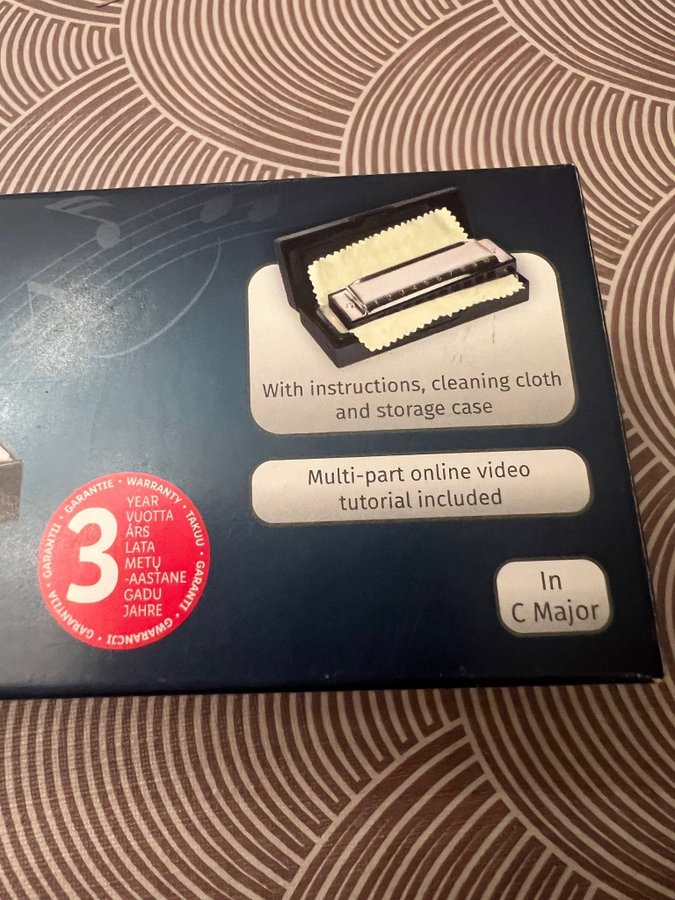 With instructions, cleaning cloth
and storage case
Multi-part online video
tutorial included
GARANTIE • WARRANTY • TAKUU • GARANTI • GWARANCJI • GARANTIJA • GARANTII •
3
YEAR
VUOTTA
ÅRS
LATA
METŲ
-AASTANE
GADU
JAHRE
In
C Major